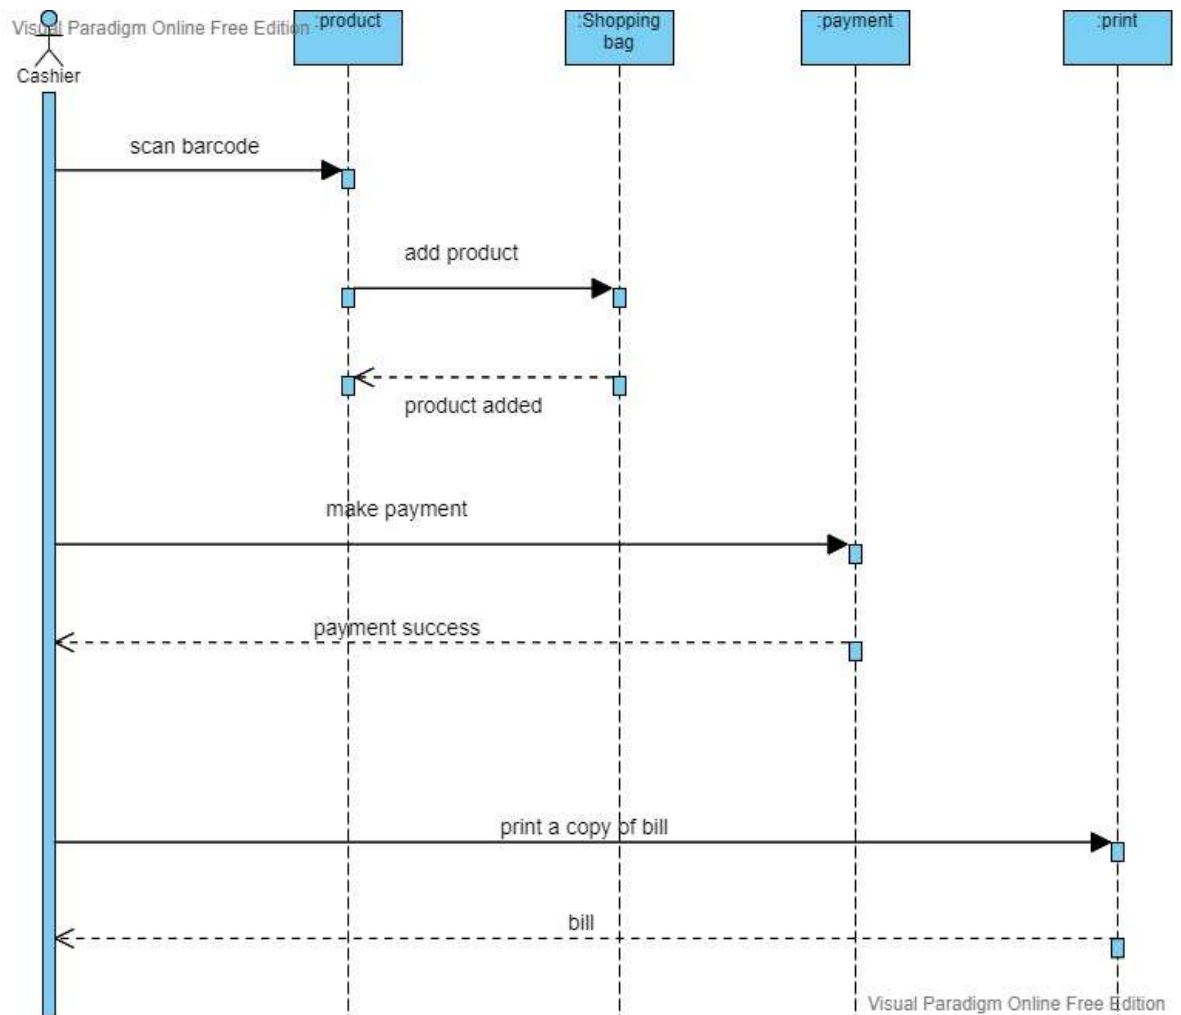 Visual Paradigm Online Free Edition
:product
:Shopping
bag
:payment
:print
Cashier
scan barcode
add product
product added
make payment
payment success
print a copy of bill
bill
Visual Paradigm Online Free Edition